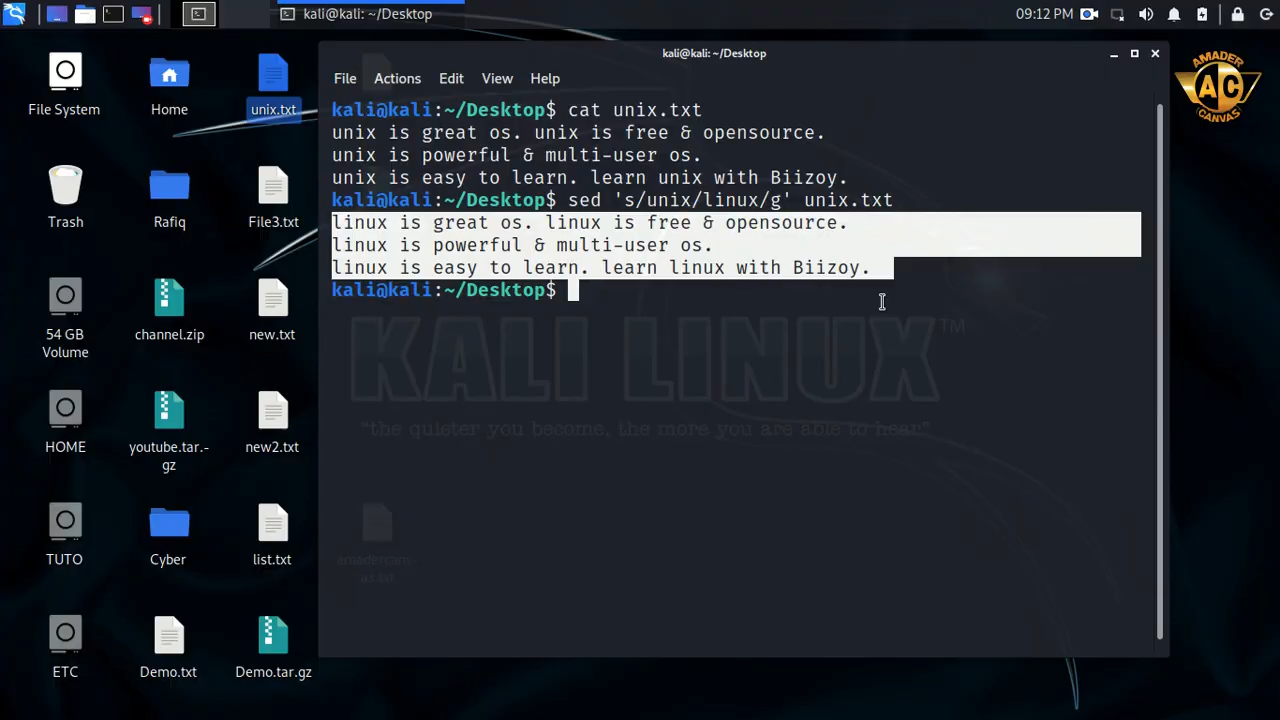 kali@kali: ~/Desktop
09:12 PM
kali@kali: ~/Desktop
File Actions Edit View Help
kali@kali:~/Desktop$ cat unix.txt
unix is great os. unix is free & opensource.
unix is powerful & multi-user os.
unix is easy to learn. learn unix with Biizoy.
kali@kali:~/Desktop$ sed 's/unix/linux/g' unix.txt
linux is great os. linux is free & opensource.
linux is powerful & multi-user os.
linux is easy to learn. learn linux with Biizoy.
kali@kali:~/Desktop$
KALI LINUX™
"the quieter you become, the more you are able to hear"
File System
Home
unix.txt
Trash
Rafiq
File3.txt
54 GB
Volume
channel.zip
new.txt
HOME
youtube.tar.-
gz
new2.txt
TUTO
Cyber
list.txt
ETC
Demo.txt
Demo.tar.gz
AMADER
AC
CANVAS